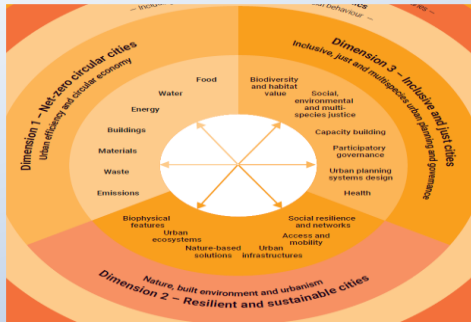 – Inclusive
Dimension 1 – Net-zero circular cities
Urban efficiency and circular economy
Dimension 3 – Inclusive and just cities
Inclusive, just and multispecies urban planning and governance
Food
Water
Energy
Buildings
Materials
Waste
Emissions
Biodiversity
and habitat
value
Social,
environmental
and multi-
species justice
Capacity building
Participatory
governance
Urban planning
systems design
Health
Biophysical
features
Urban
ecosystems
Nature-based
solutions
Urban
infrastructures
Access and
mobility
Social resilience
and networks
Nature, built environment and urbanism
Dimension 2 – Resilient and sustainable cities